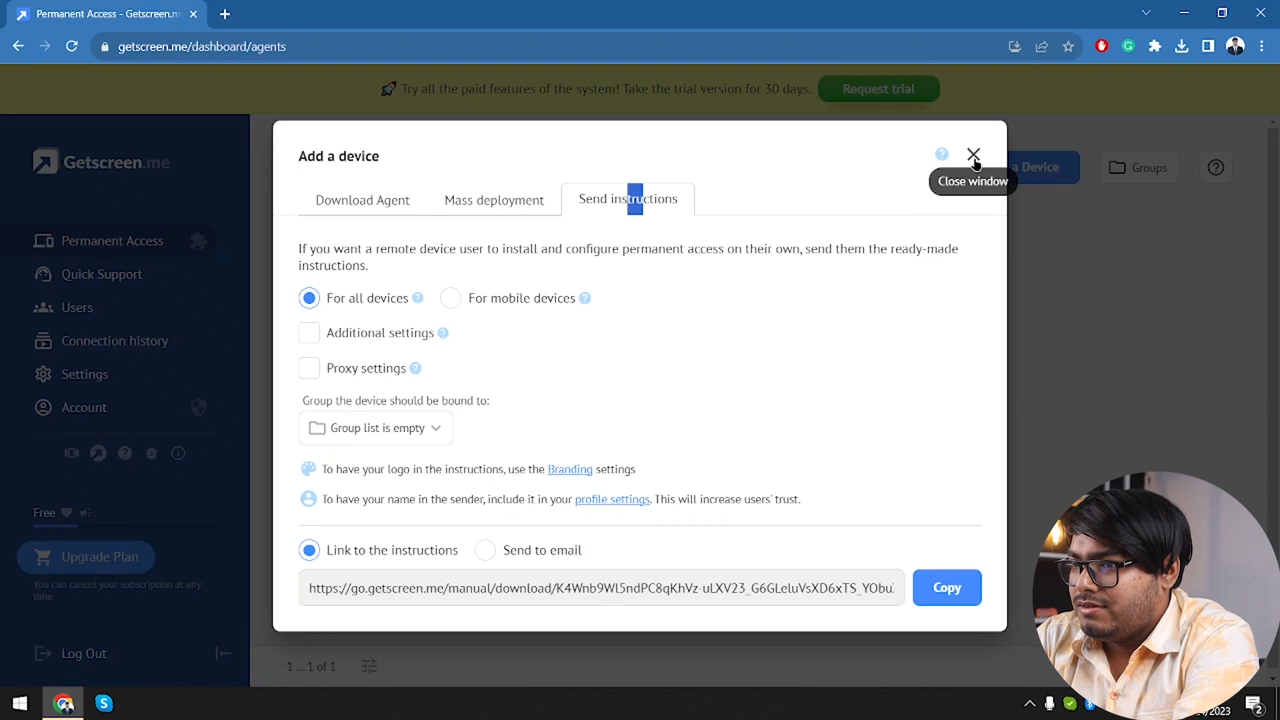 Permanent Access - Getscreen.m
getscreen.me/dashboard/agents
🚀 Try all the paid features of the system! Take the trial version for 30 days.
Request trial
Getscreen.me
Permanent Access
Quick Support
Users
Connection history
Settings
Account
Free
Upgrade Plan
You can cancel your subscription at any
time
Log Out
Add a device
Close window
a Device
Groups
Download Agent
Mass deployment
Send instructions
If you want a remote device user to install and configure permanent access on their own, send them the ready-made
instructions.
For all devices
For mobile devices
Additional settings
Proxy settings
Group the device should be bound to:
Group list is empty
To have your logo in the instructions, use the Branding settings
To have your name in the sender, include it in your profile settings. This will increase users' trust.
Link to the instructions
Send to email
https://go.getscreen.me/manual/download/K4Wnb9Wl5ndPC8qKhVz-uLXV23_G6GLeluVsXD6xTS_YObu
Copy
1 ... 1 of 1
/2023
2